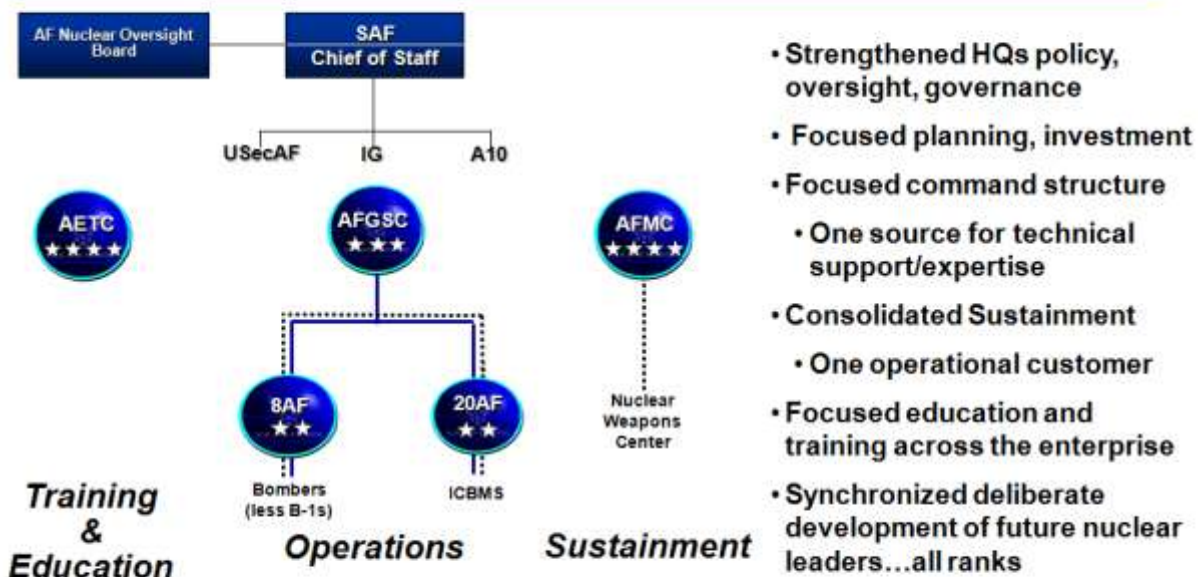 AF Nuclear Oversight
Board
SAF
Chief of Staff
USecAF
IG
A10
AETC
AFGSC
AFMC
8AF
20AF
Bombers
(less B-1s)
ICBMS
Nuclear
Weapons
Center
Training
&
Education
Operations
Sustainment
• Strengthened HQs policy,
oversight, governance
• Focused planning, investment
• Focused command structure
• One source for technical
support/expertise
• Consolidated Sustainment
• One operational customer
• Focused education and
training across the enterprise
• Synchronized deliberate
development of future nuclear
leaders…all ranks